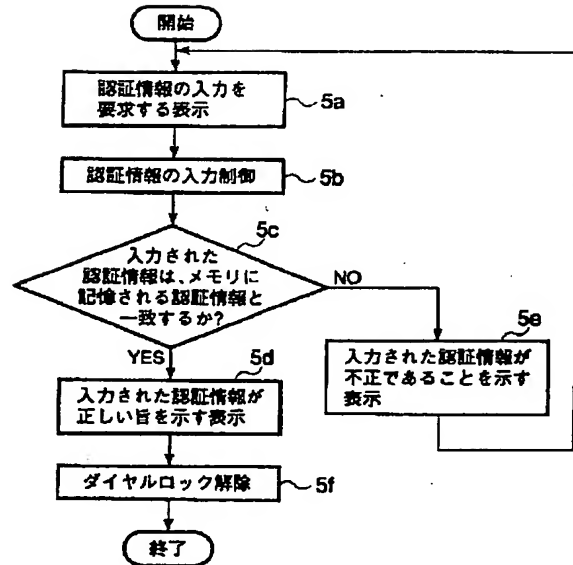 開始
認証情報の入力を
要求する表示
5a
認証情報の入力制御
5b
5c
入力された
認証情報は、メモリに
記憶される認証情報と
一致するか?
NO
YES
5d
5e
入力された認証情報が
正しい旨を示す表示
入力された認証情報が
不正であることを示す
表示
ダイヤルロック解除
5f
終了